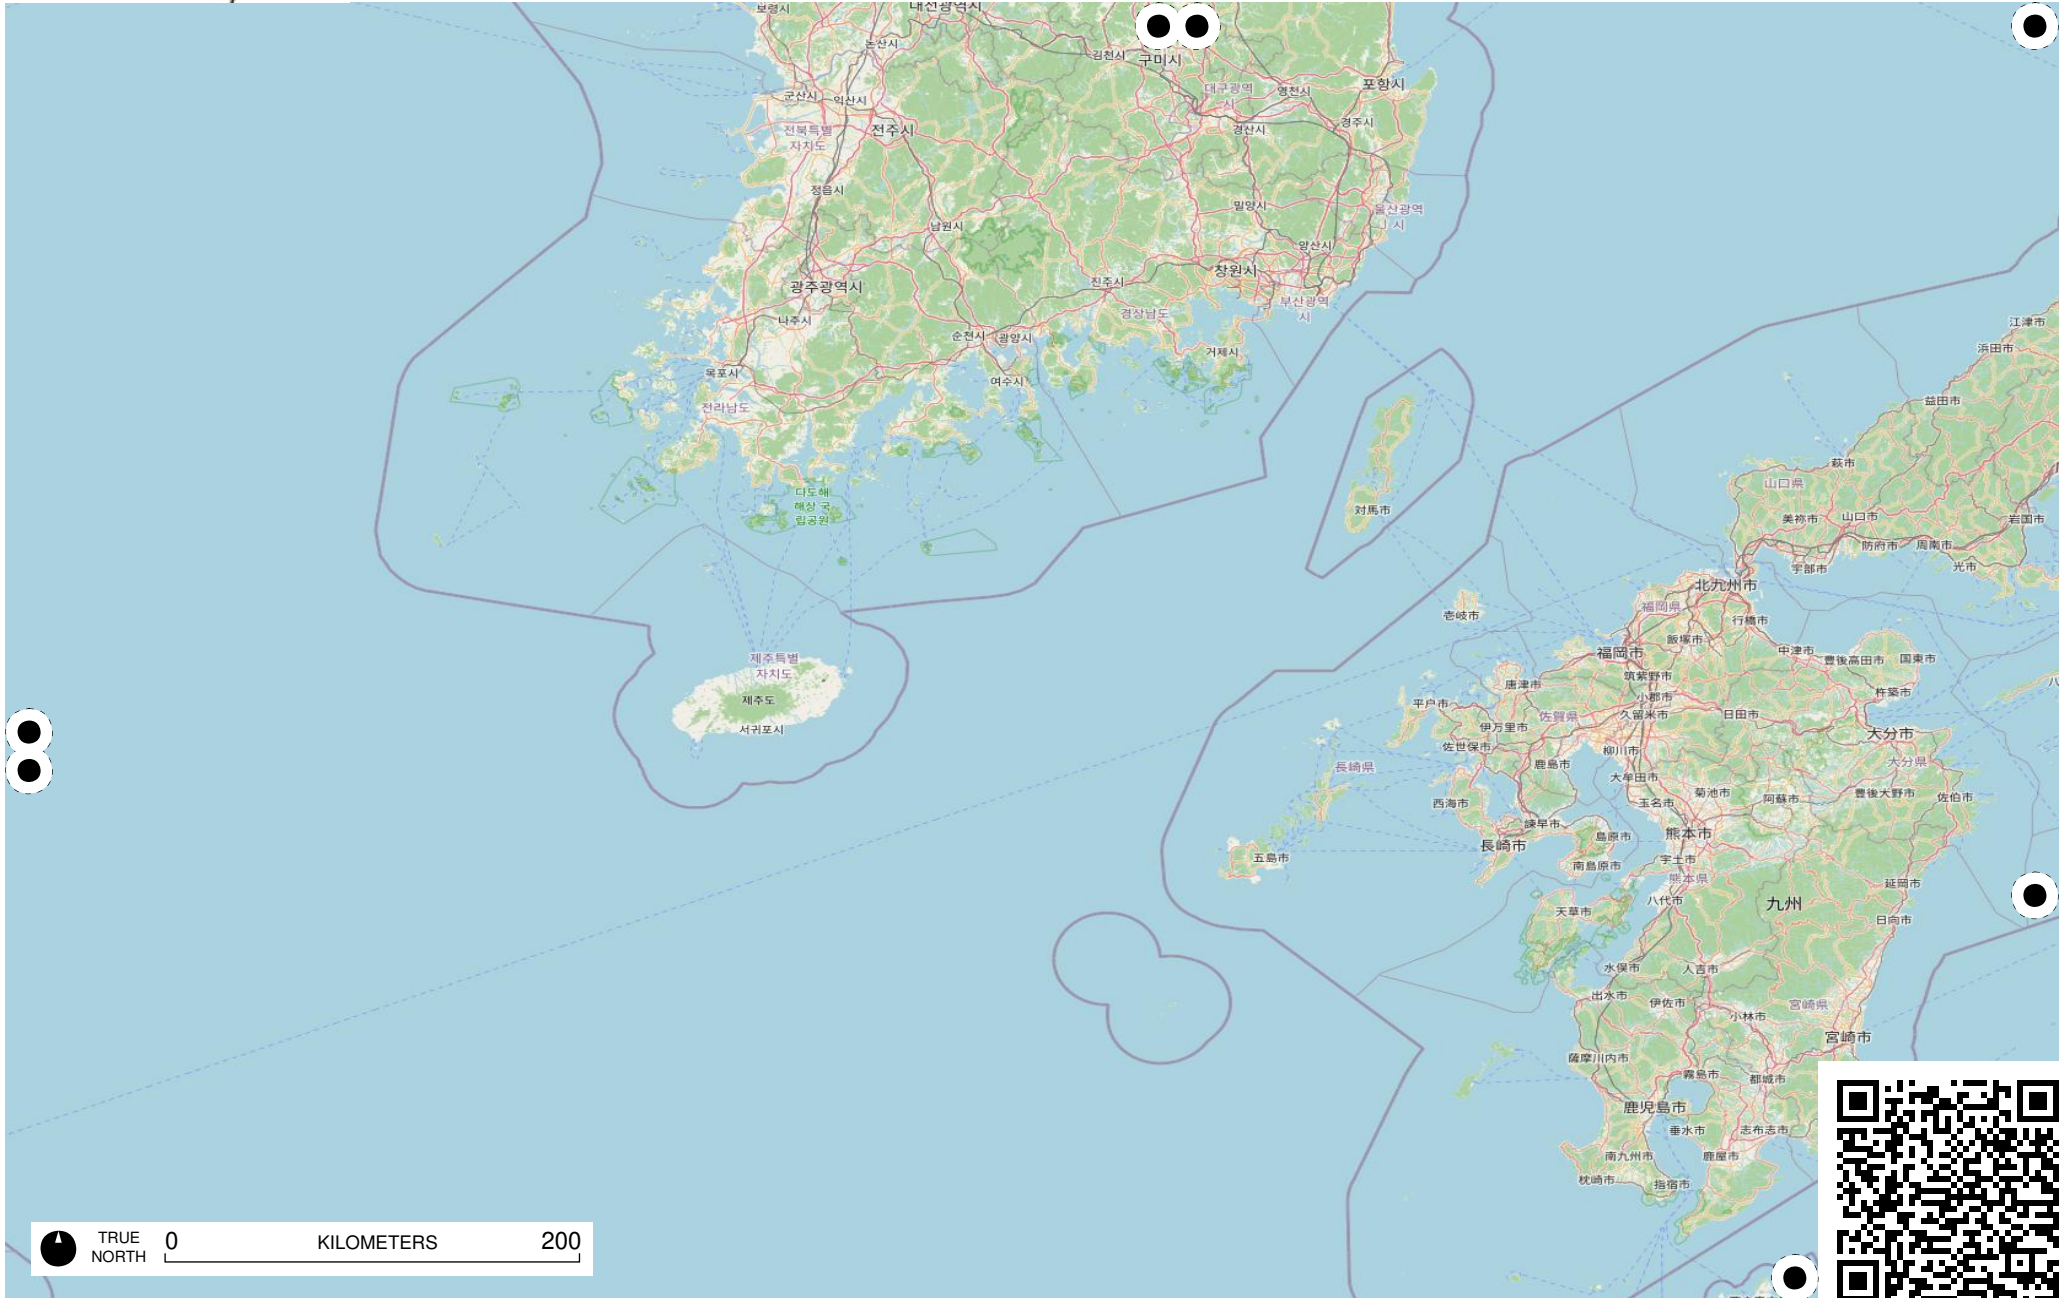 보령시
대전광역시
논산시
김천시
구미시
군산시
익산시
대구광역
시
영천시
포항시
전북특별
자치도
전주시
경산시
경주시
정읍시
밀양시
울산광역
시
남원시
양산시
광주광역시
진주시
창원시
부산광역
시
경상남도
나주시
순천시
광양시
거제시
목포시
여수시
전라남도
江津市
浜田市
益田市
萩市
山口県
다도해
해상 국
립공원
対馬市
美祢市
山口市
岩国市
防府市
周南市
宇部市
光市
北九州市
福岡県
壱岐市
行橋市
飯塚市
福岡市
中津市
豊後高田市
国東市
제주특별
자치도
筑紫野市
唐津市
小郡市
杵築市
八
제주도
平戸市
佐賀県
久留米市
日田市
서귀포시
伊万里市
大分市
佐世保市
柳川市
長崎県
鹿島市
大分県
大牟田市
西海市
玉名市
菊池市
阿蘇市
豊後大野市
佐伯市
諫早市
島原市
熊本市
長崎市
五島市
南島原市
宇土市
熊本県
延岡市
八代市
九州
天草市
日向市
水俣市
人吉市
出水市
伊佐市
宮崎県
小林市
宮崎市
薩摩川内市
霧島市
都城市
鹿児島市
垂水市
志布志市
南九州市
鹿屋市
枕崎市
指宿市
TRUE
NORTH
0 KILOMETERS 200